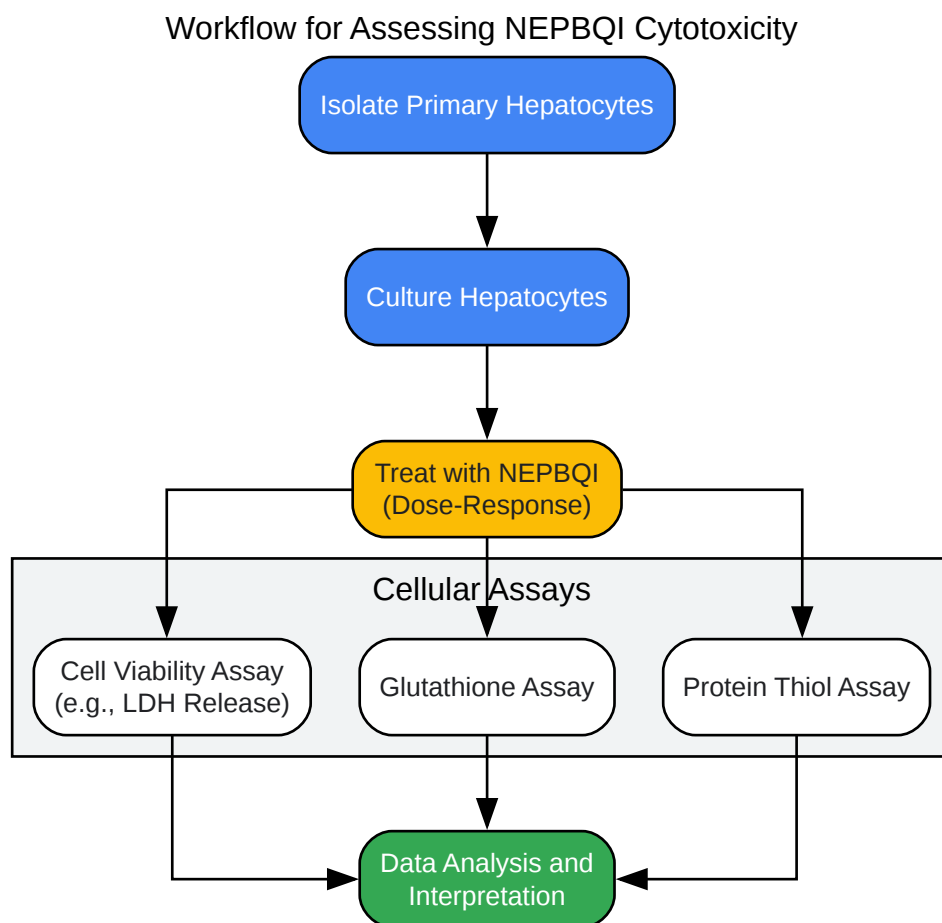 Workflow for Assessing NEPBQI Cytotoxicity
Isolate Primary Hepatocytes
Culture Hepatocytes
Treat with NEPBQI
(Dose-Response)
Cellular Assays
Cell Viability Assay
(e.g., LDH Release)
Glutathione Assay
Protein Thiol Assay
Data Analysis and
Interpretation